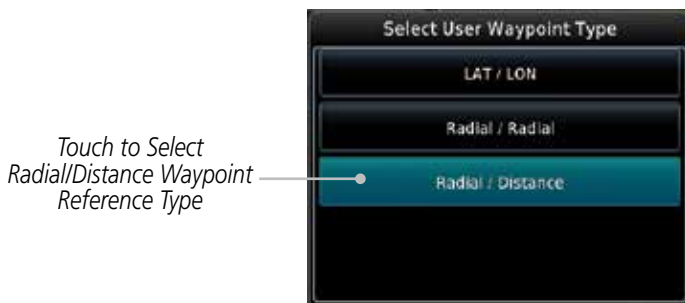 Select User Waypoint Type
LAT / LON
Radial / Radial
Touch to Select
Radial/Distance Waypoint
Reference Type
Radial / Distance